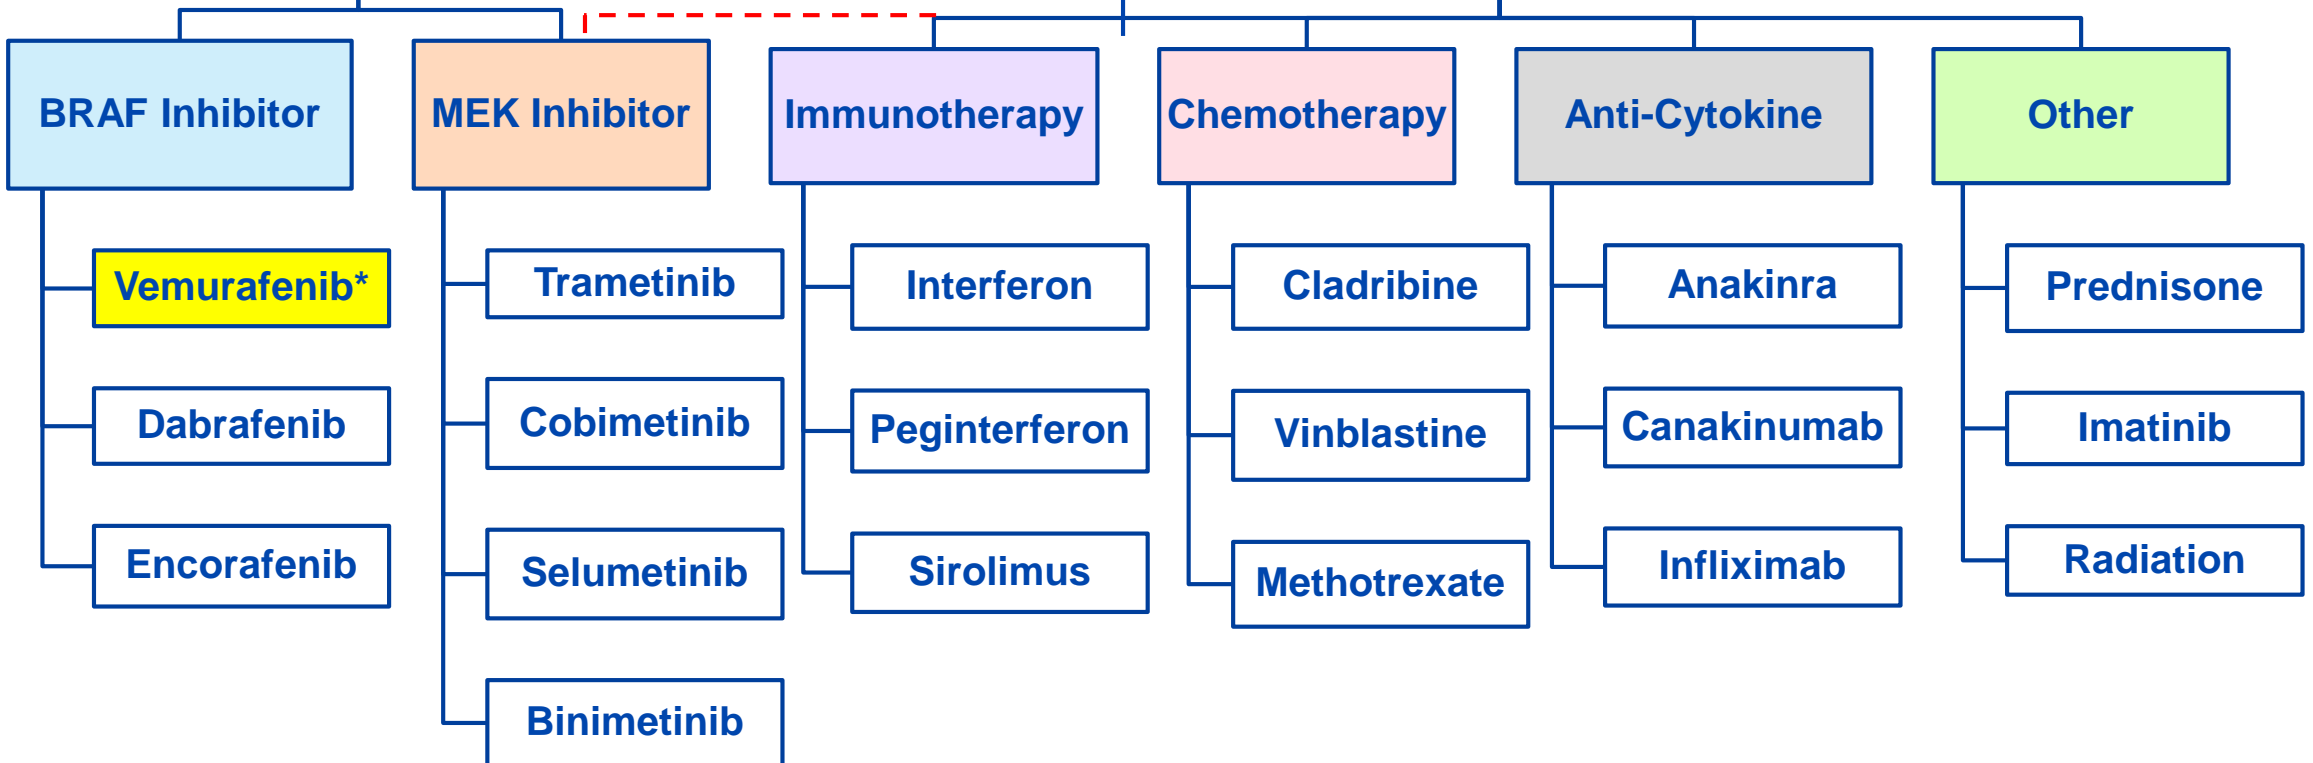 BRAF Inhibitor
MEK Inhibitor
Immunotherapy
Chemotherapy
Anti-Cytokine
Other
Vemurafenib*
Dabrafenib
Encorafenib
Trametinib
Cobimetinib
Selumetinib
Binimetinib
Interferon
Peginterferon
Sirolimus
Cladribine
Vinblastine
Methotrexate
Anakinra
Canakinumab
Infliximab
Prednisone
Imatinib
Radiation